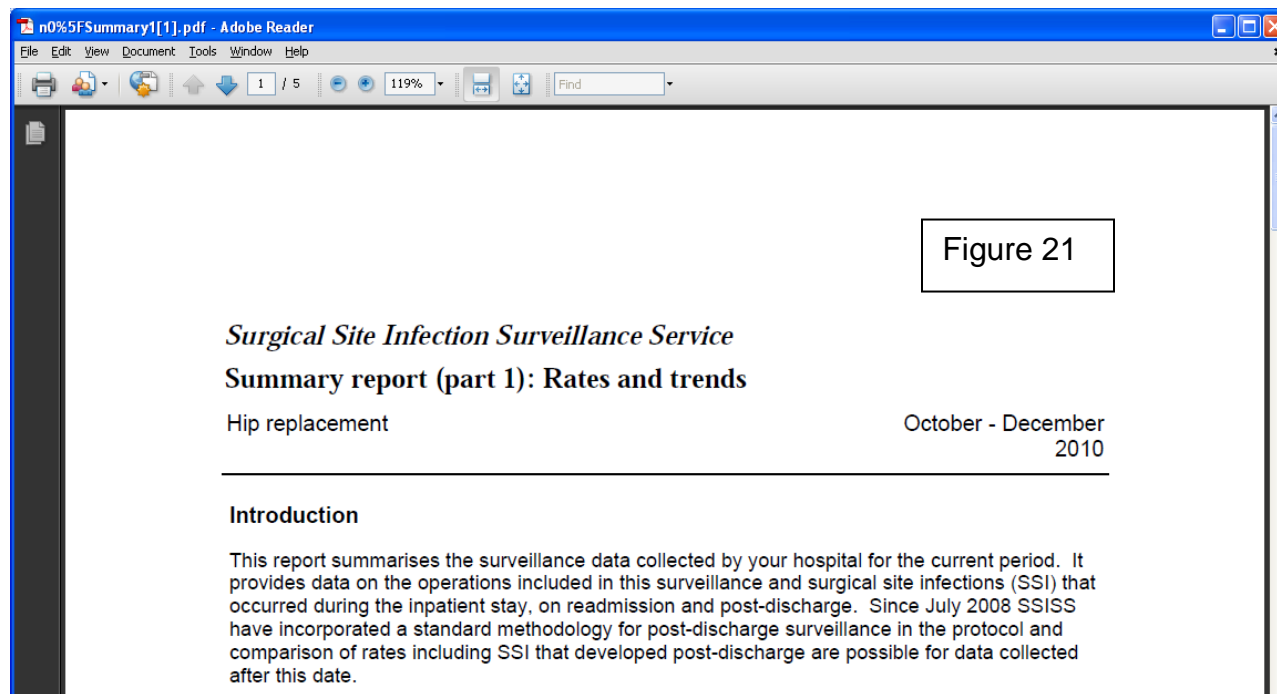 n0%5FSummary1[1].pdf - Adobe Reader
File Edit View Document Tools Window Help
1 / 5 119% Find
Figure 21
Surgical Site Infection Surveillance Service
Summary report (part 1): Rates and trends
Hip replacement October - December
2010
Introduction
This report summarises the surveillance data collected by your hospital for the current period.  It
provides data on the operations included in this surveillance and surgical site infections (SSI) that
occurred during the inpatient stay, on readmission and post-discharge.  Since July 2008 SSISS
have incorporated a standard methodology for post-discharge surveillance in the protocol and
comparison of rates including SSI that developed post-discharge are possible for data collected
after this date.